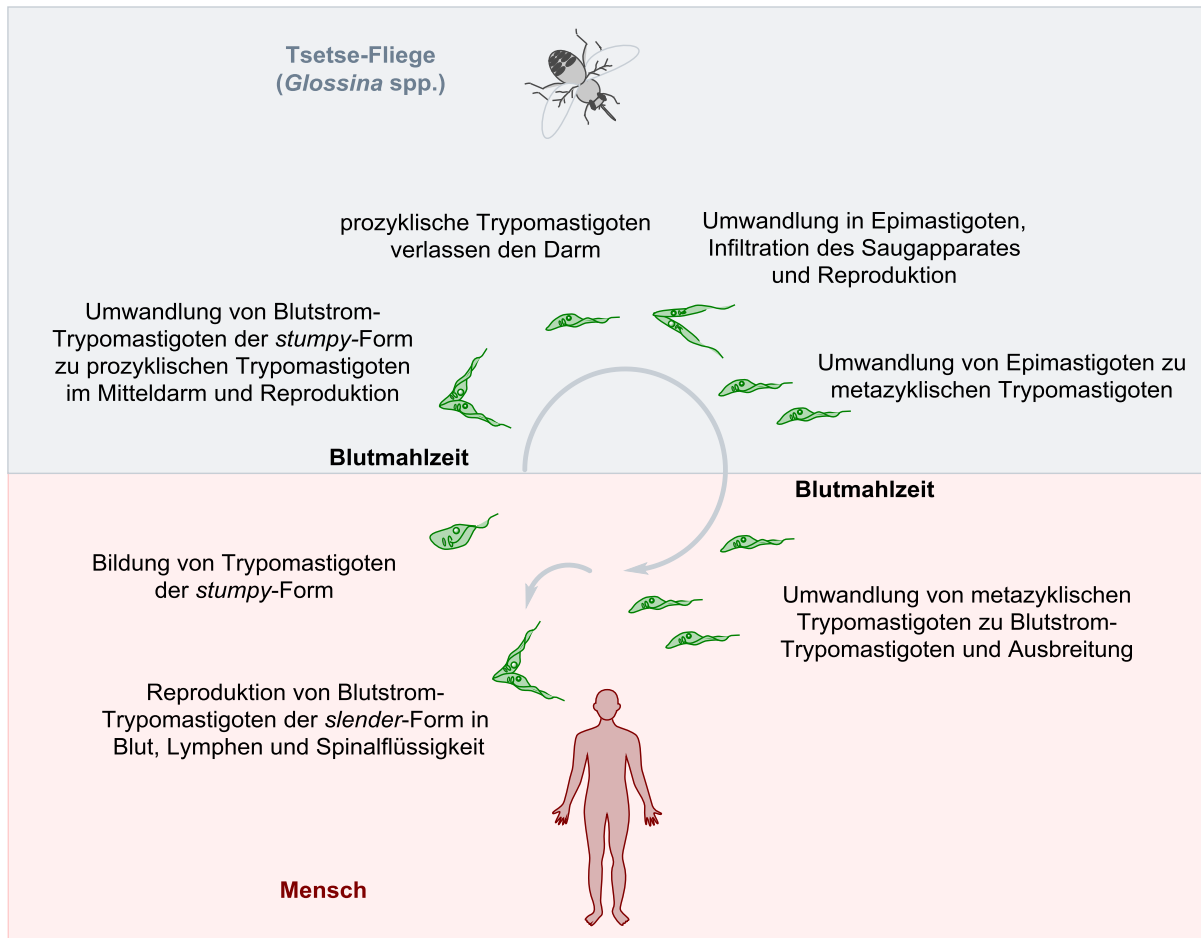 Tsetse-Fliege
(Glossina spp.)
prozyklische Trypomastigoten
verlassen den Darm
Umwandlung in Epimastigoten,
Infiltration des Saugapparates
und Reproduktion
Umwandlung von Blutstrom-
Trypomastigoten der stumpy-Form
zu prozyklischen Trypomastigoten
im Mitteldarm und Reproduktion
Umwandlung von Epimastigoten zu
metazyklischen Trypomastigoten
Blutmahlzeit
Blutmahlzeit
Bildung von Trypomastigoten
der stumpy-Form
Umwandlung von metazyklischen
Trypomastigoten zu Blutstrom-
Trypomastigoten und Ausbreitung
Reproduktion von Blutstrom-
Trypomastigoten der slender-Form in
Blut, Lymphen und Spinalflüssigkeit
Mensch